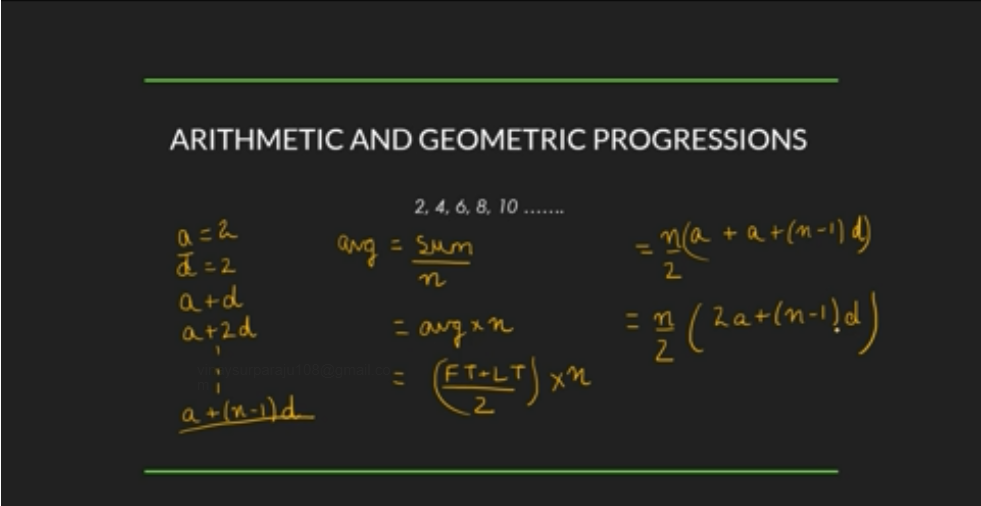 ARITHMETIC AND GEOMETRIC PROGRESSIONS
2, 4, 6, 8, 10 .......
a = 2
d = 2
a + d
a + 2d
a + (n-1)d
avg = sum / n
= avg x n
= (FT+LT / 2) x n
= n/2 (a + a + (n-1)d)
= n/2 (2a + (n-1)d)